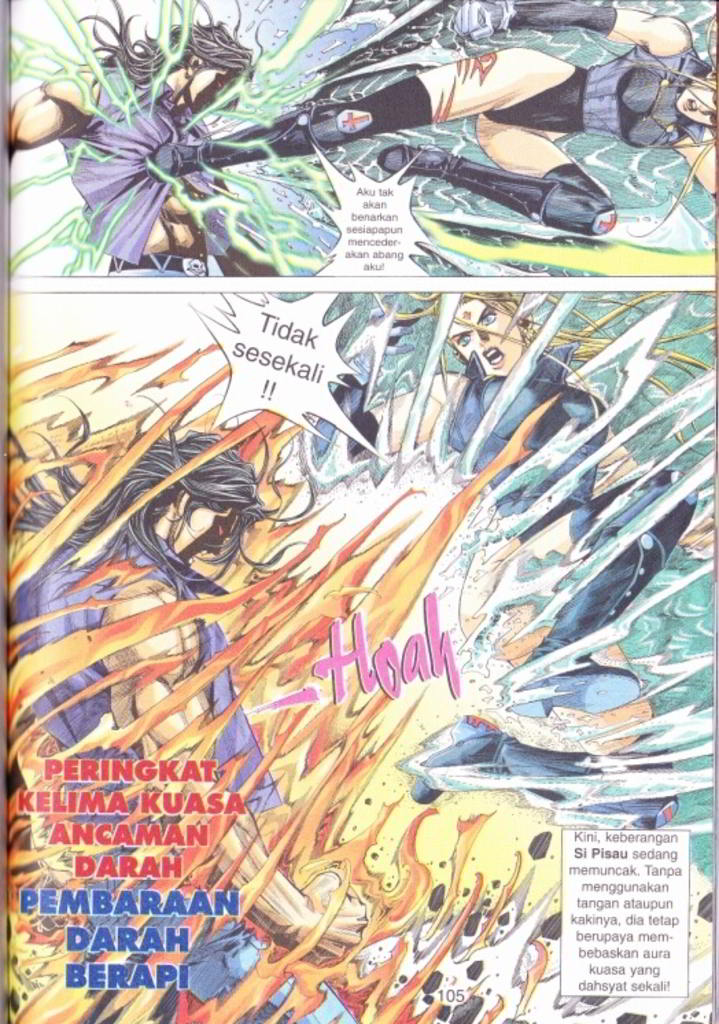 Aku tak
akan
benarkan
sesiapapun
menceder-
akan abang
aku!
Tidak
sesekali
!!
Hoah
PERINGKAT
KELIMA KUASA
ANCAMAN
DARAH
PEMBARAAN
DARAH
BERAPI
Kini, keberangan
Si Pisau sedang
memuncak. Tanpa
menggunakan
tangan ataupun
kakinya, dia tetap
berupaya mem-
bebaskan aura
kuasa yang
dahsyat sekali!
105